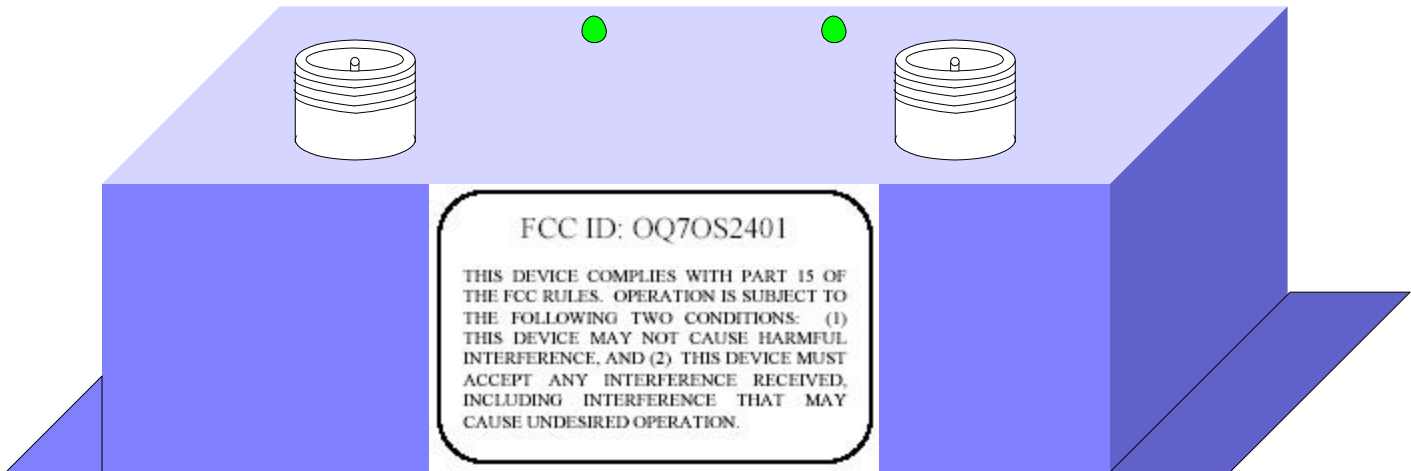 FCC ID: OQ7OS2401
THIS DEVICE COMPLIES WITH PART 15 OF
THE FCC RULES. OPERATION IS SUBJECT TO
THE FOLLOWING TWO CONDITIONS: (1)
THIS DEVICE MAY NOT CAUSE HARMFUL
INTERFERENCE, AND (2) THIS DEVICE MUST
ACCEPT ANY INTERFERENCE RECEIVED,
INCLUDING INTERFERENCE THAT MAY
CAUSE UNDESIRED OPERATION.